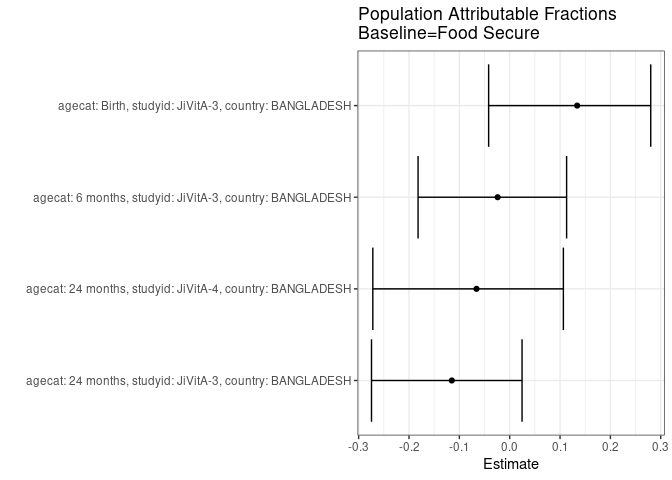 Population Attributable Fractions
Baseline=Food Secure
agecat: Birth, studyid: JiVitA-3, country: BANGLADESH
agecat: 6 months, studyid: JiVitA-3, country: BANGLADESH
agecat: 24 months, studyid: JiVitA-4, country: BANGLADESH
agecat: 24 months, studyid: JiVitA-3, country: BANGLADESH
-0.3 -0.2 -0.1 0.0 0.1 0.2 0.3
Estimate